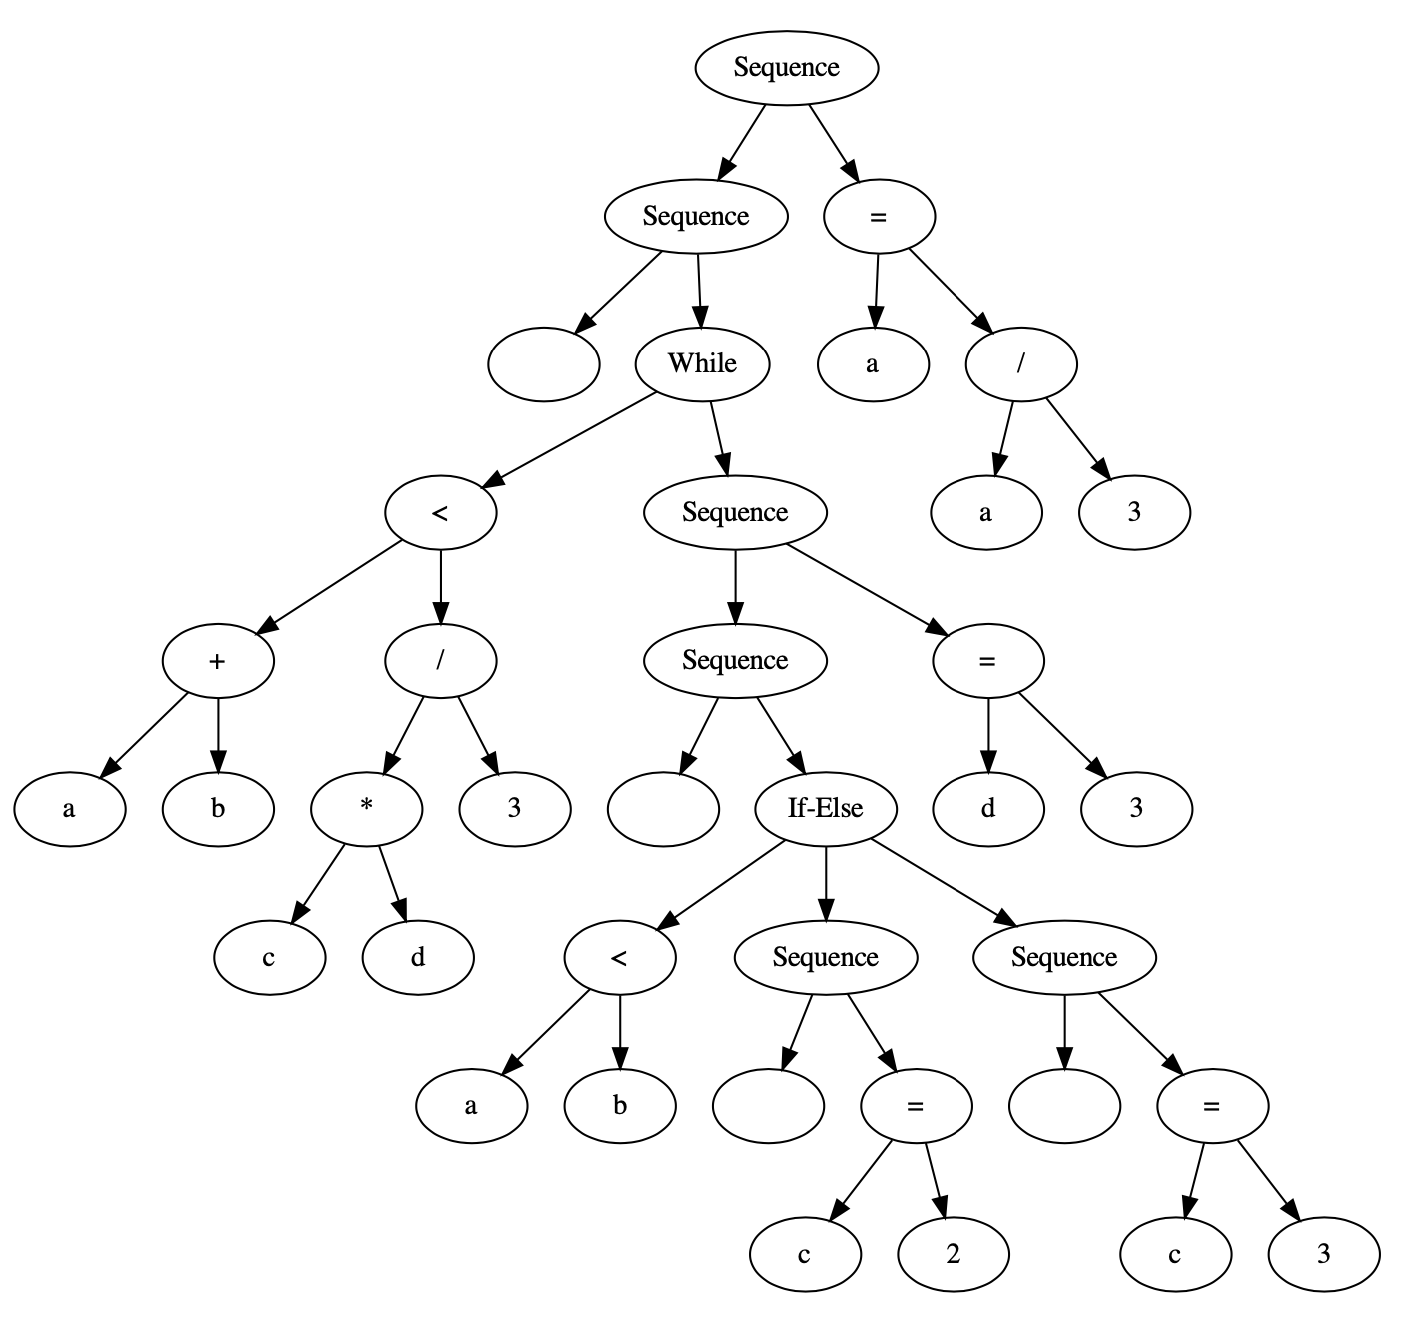 Sequence
Sequence =
While a /
< Sequence a 3
+ / Sequence =
a b * 3 If-Else d 3
c d < Sequence Sequence
a b = =
c 2 c 3